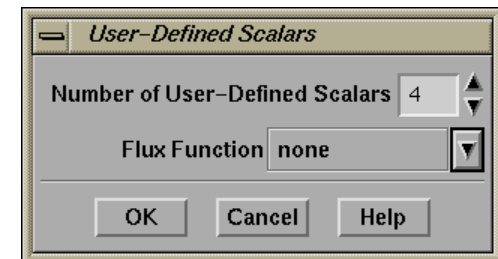 User-Defined Scalars
Number of User-Defined Scalars 4
Flux Function none
OK Cancel Help